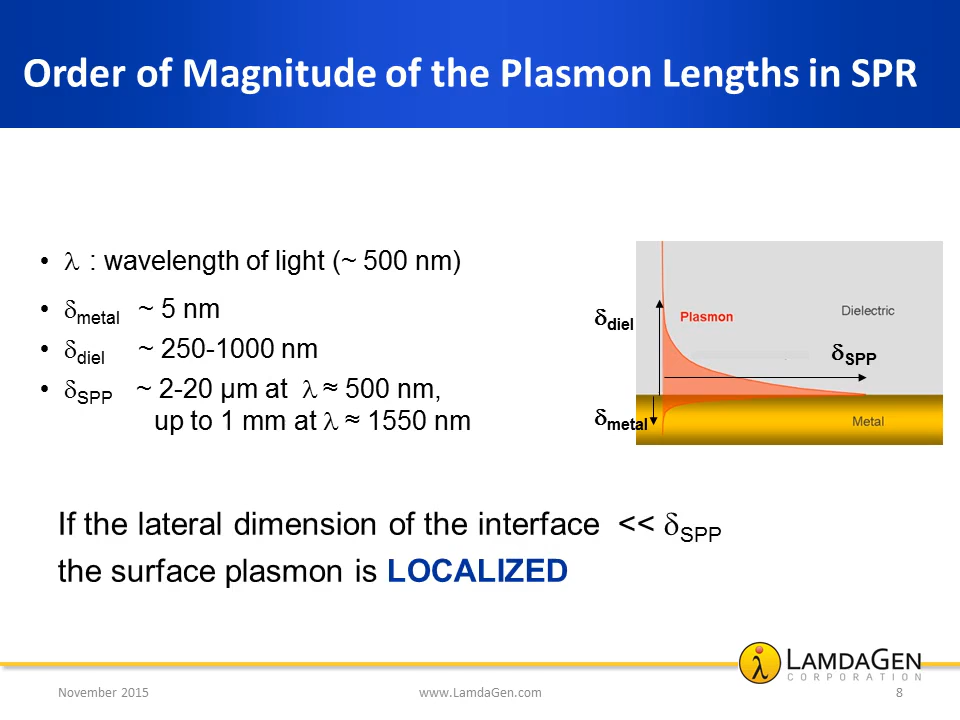 Order of Magnitude of the Plasmon Lengths in SPR
• λ : wavelength of light (~ 500 nm)
• δmetal ~ 5 nm
• δdiel ~ 250-1000 nm
• δSPP ~ 2-20 µm at λ ≈ 500 nm,
up to 1 mm at λ ≈ 1550 nm
δdiel
Plasmon
Dielectric
δSPP
δmetal
Metal
If the lateral dimension of the interface << δSPP
the surface plasmon is LOCALIZED
λ LAMDAGEN
CORPORATION
November 2015
www.LamdaGen.com
8